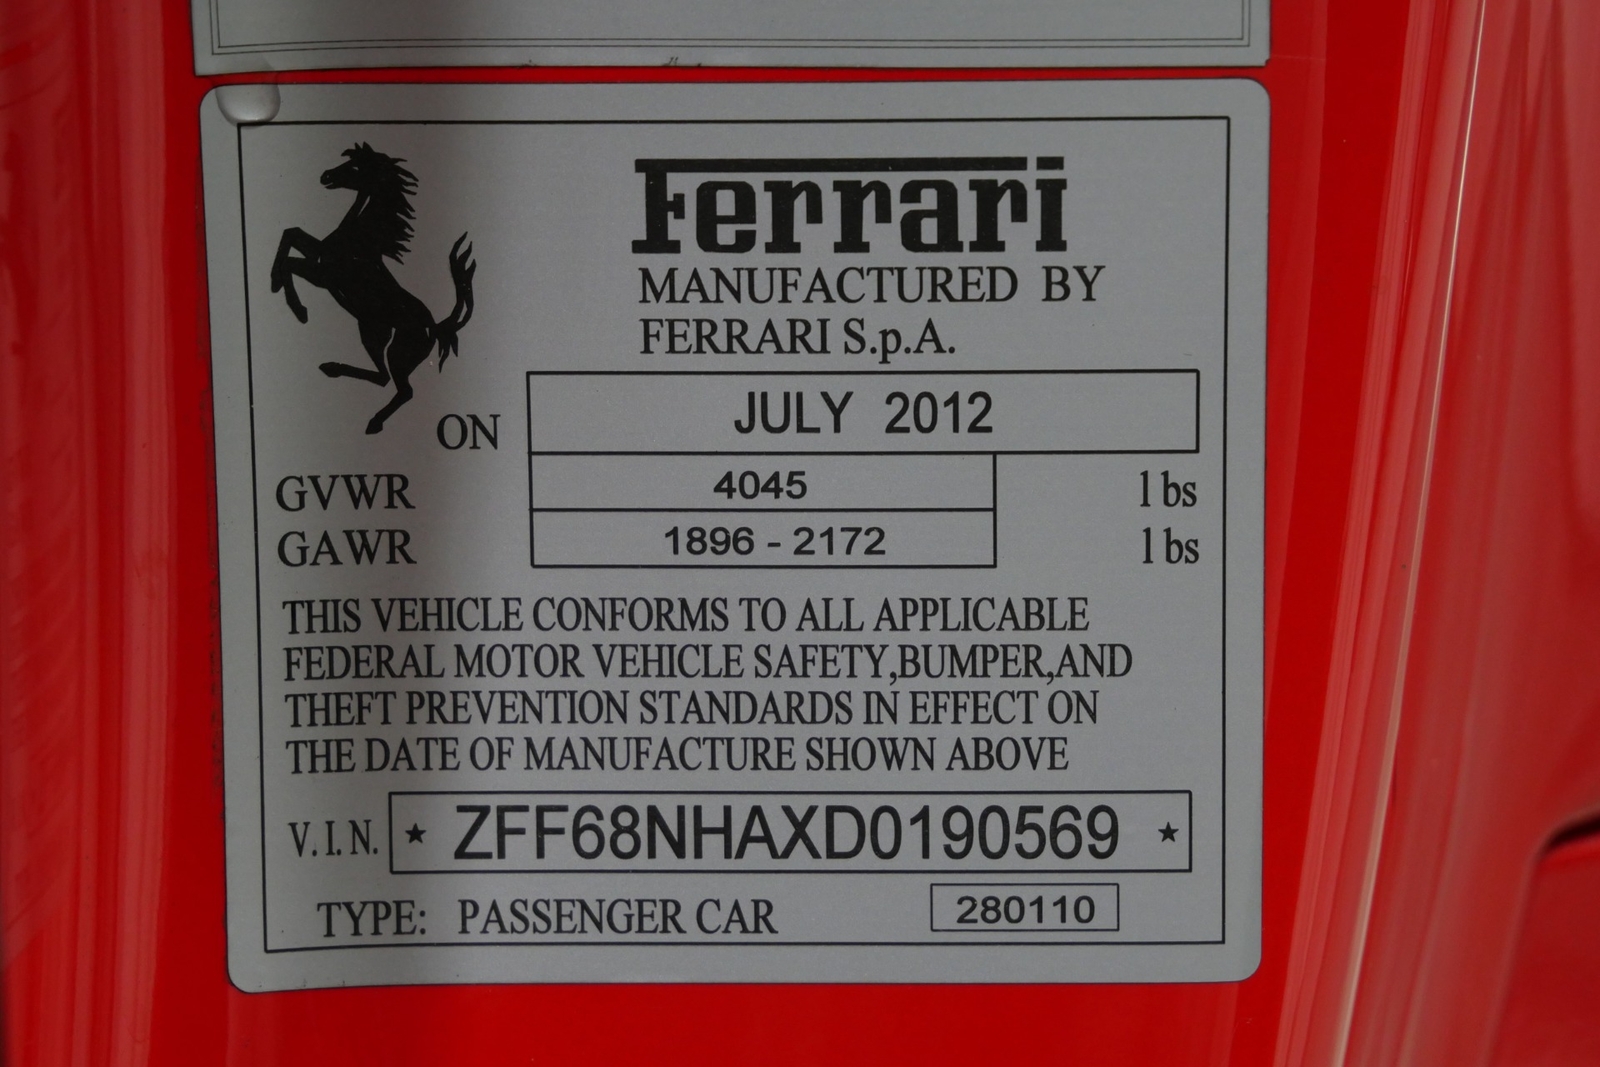 Ferrari
MANUFACTURED BY
FERRARI S.p.A.
ON JULY 2012
GVWR 4045 lbs
GAWR 1896 - 2172 lbs
THIS VEHICLE CONFORMS TO ALL APPLICABLE
FEDERAL MOTOR VEHICLE SAFETY,BUMPER,AND
THEFT PREVENTION STANDARDS IN EFFECT ON
THE DATE OF MANUFACTURE SHOWN ABOVE
V.I.N. ★ ZFF68NHAXD0190569 ★
TYPE: PASSENGER CAR 280110